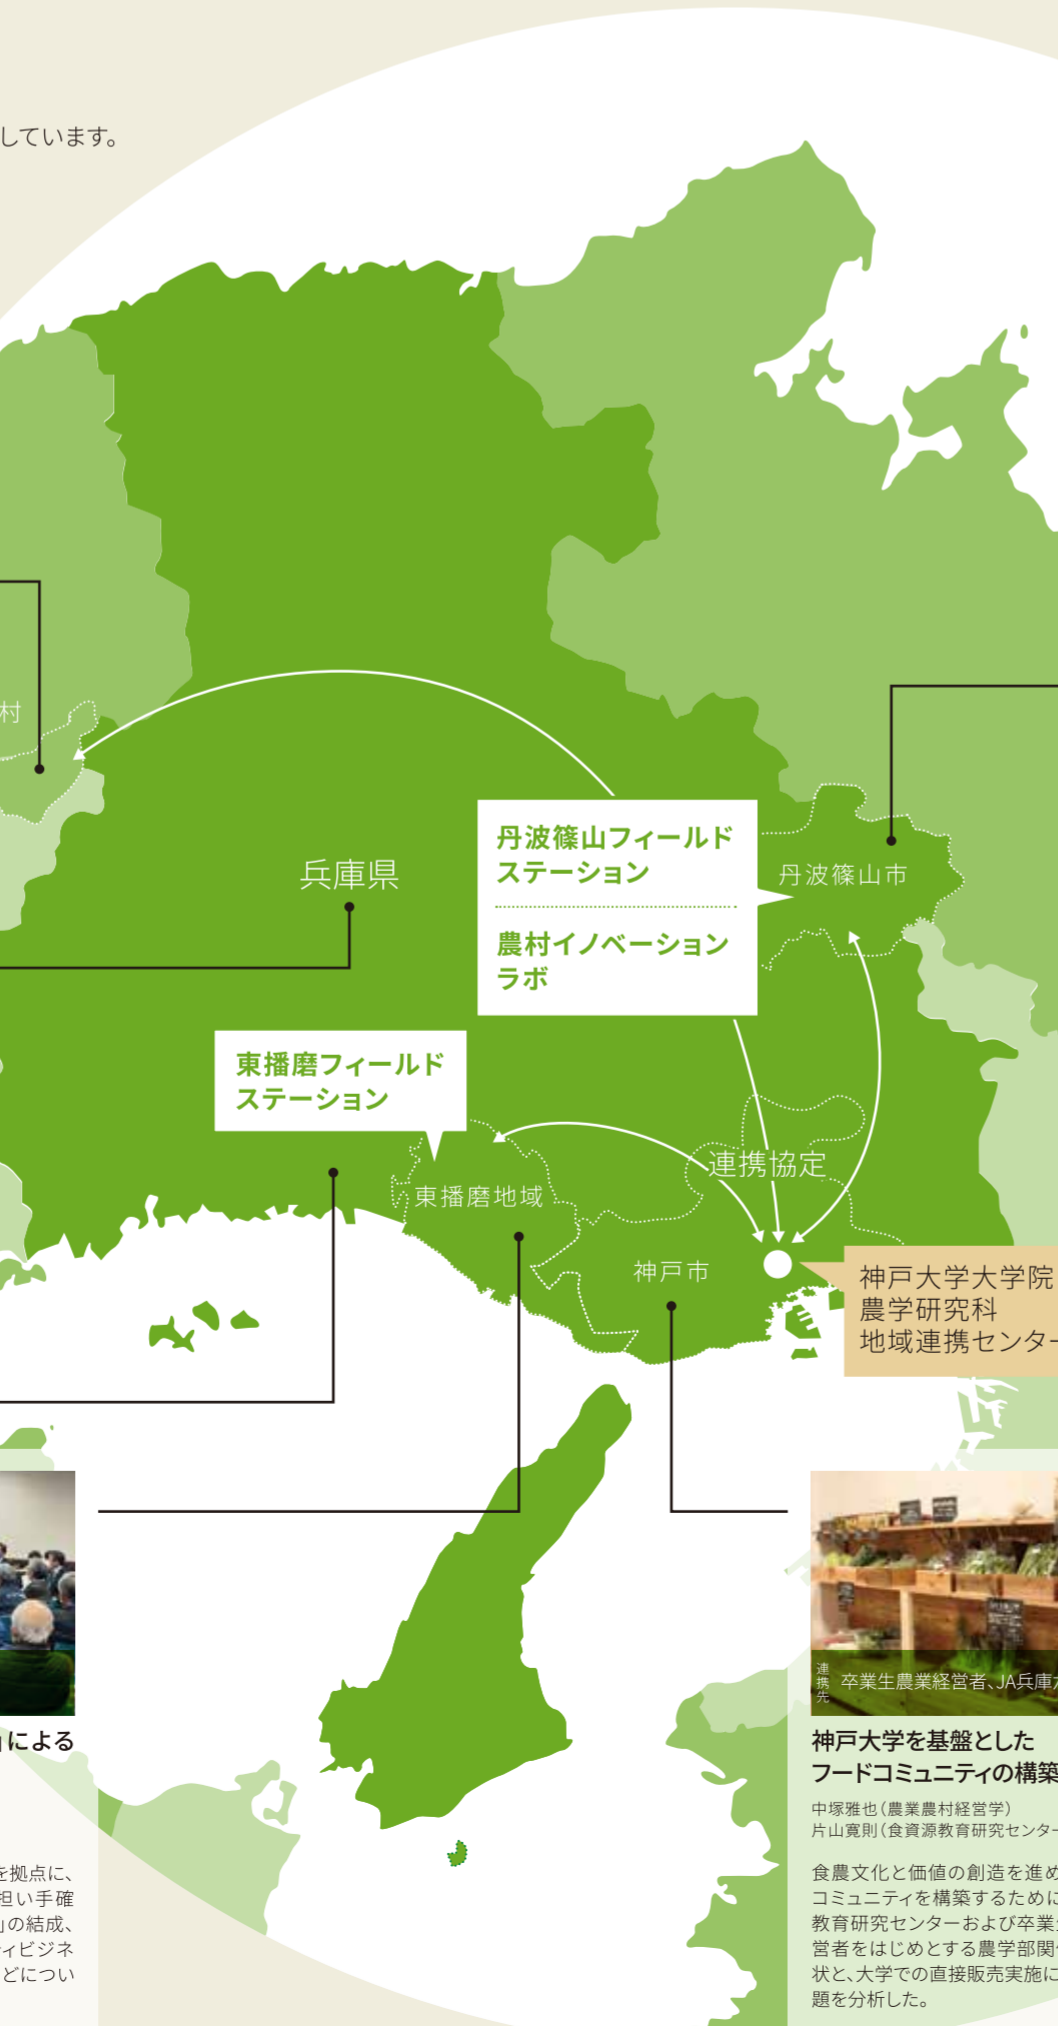 しています。
村
兵庫県
丹波篠山フィールド
ステーション
農村イノベーション
ラボ
丹波篠山市
東播磨フィールド
ステーション
東播磨地域
連携協定
神戸市
神戸大学大学院
農学研究科
地域連携センター
による
を拠点に、
担い手確
」の結成、
ティビジネ
どについ
連携先
卒業生農業経営者、JA兵庫
神戸大学を基盤とした
フードコミュニティの構築
中塚雅也(農業農村経営学)
片山寛則(食資源教育研究センター
食農文化と価値の創造を進め
コミュニティを構築するために
教育研究センターおよび卒業
営者をはじめとする農学部関
状と、大学での直接販売実施に
題を分析した。